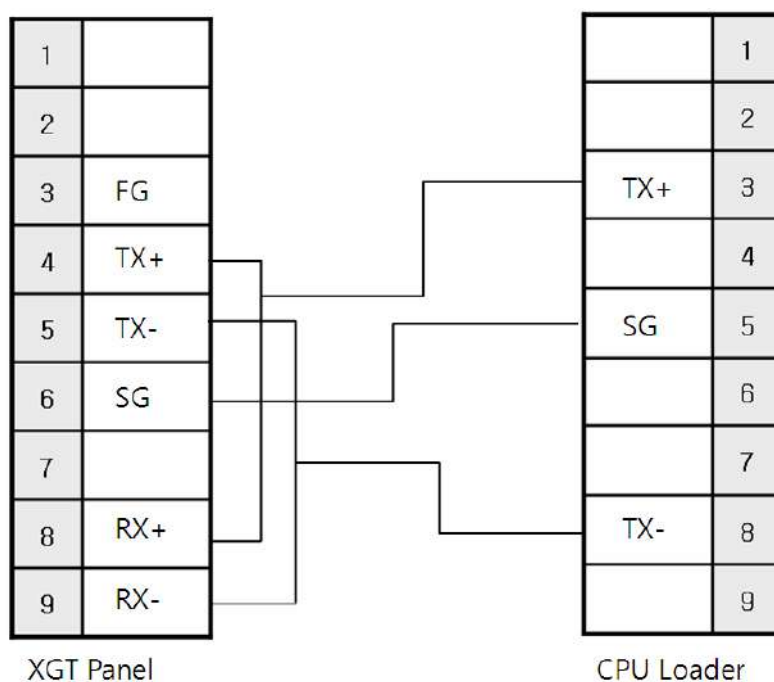 1
2
3 FG
4 TX+
5 TX-
6 SG
7
8 RX+
9 RX-
XGT Panel
1
2
TX+ 3
4
SG 5
6
7
TX- 8
9
CPU Loader